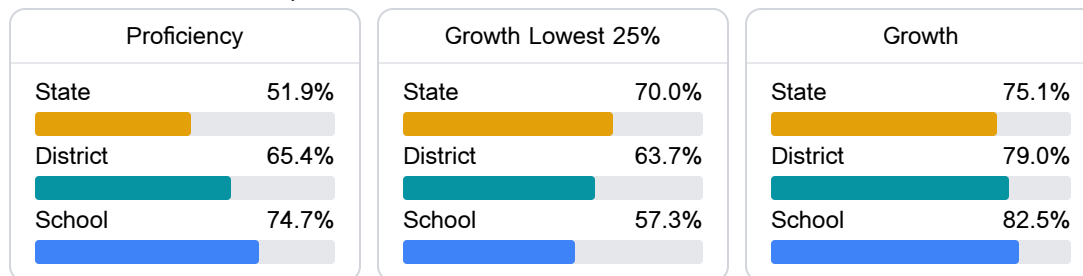 Proficiency
State 51.9%
District 65.4%
School 74.7%
Growth Lowest 25%
State 70.0%
District 63.7%
School 57.3%
Growth
State 75.1%
District 79.0%
School 82.5%